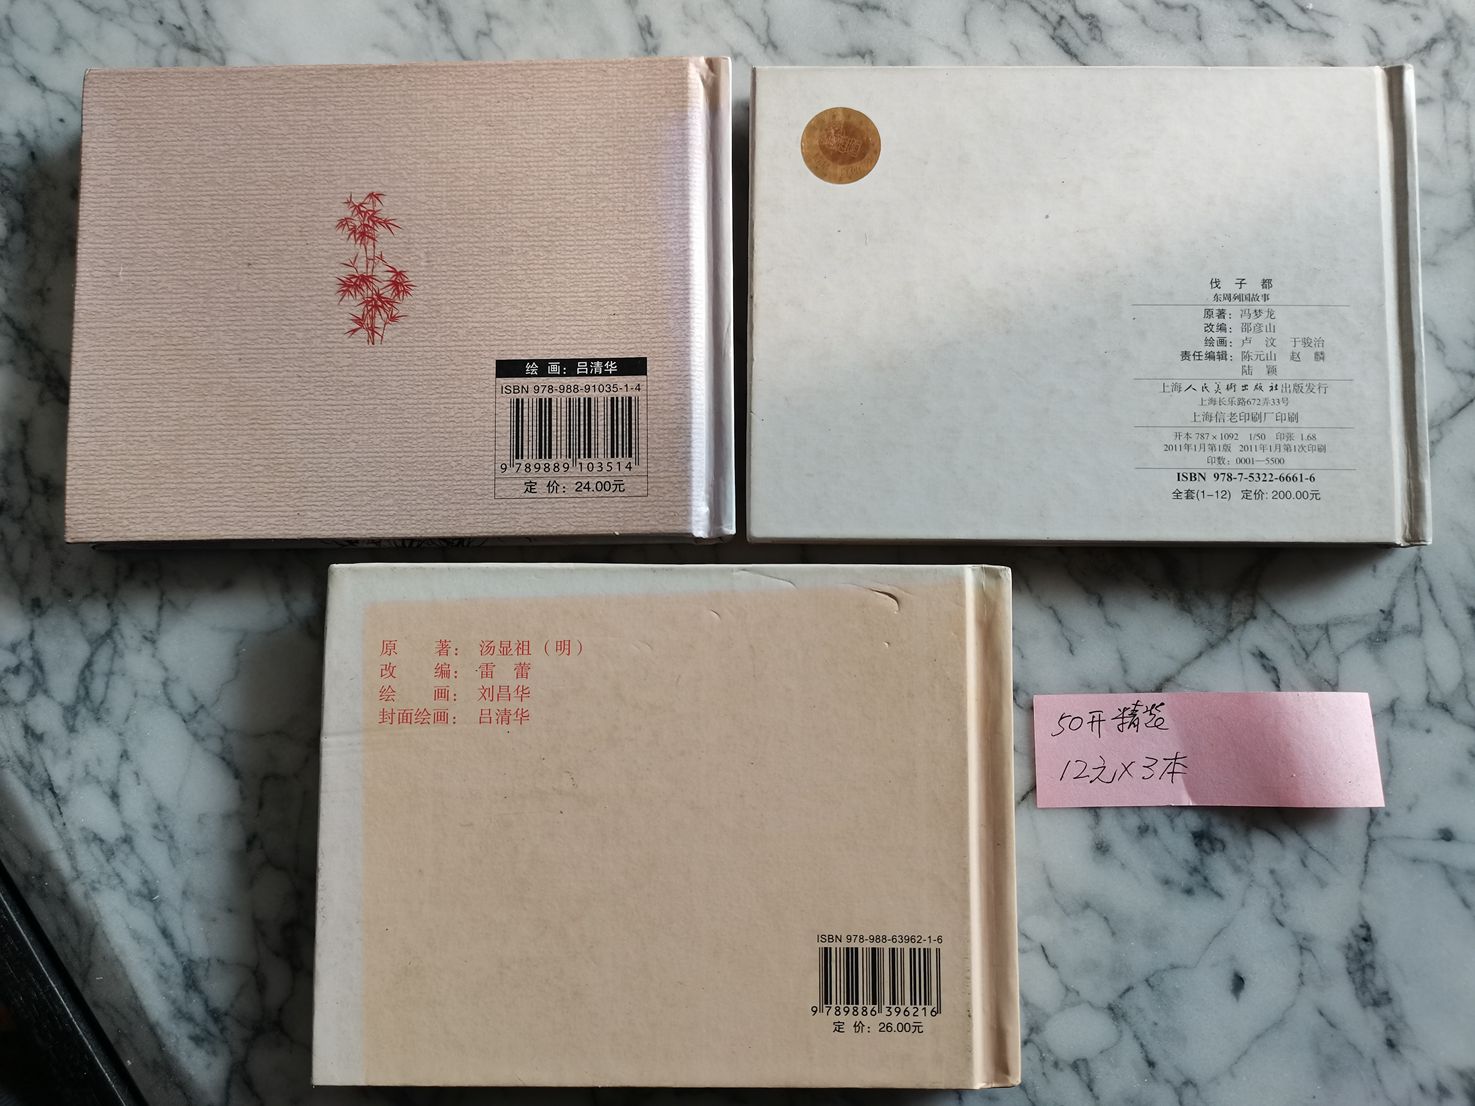 绘 画：吕清华
ISBN 978-988-91035-1-4
9 789889 103514
定 价：24.00元
伐 子 都
东周列国故事
原著：冯梦龙
改编：邵彦山
绘画：卢 汶 于骏治
责任编辑：陈元山 赵 麟
陆 颖
上海人民美術出版社出版发行
上海长乐路672弄33号
上海信老印刷厂印刷
开本 787×1092 1/50 印张 1.68
2011年1月第1版 2011年1月第1次印刷
印数：0001—5500
ISBN 978-7-5322-6661-6
全套(1-12) 定价：200.00元
原 著：汤显祖（明）
改 编：雷 蕾
绘 画：刘昌华
封面绘画：吕清华
ISBN 978-988-63962-1-6
9 789886 396216
定 价：26.00元
50开精装
12元×3本